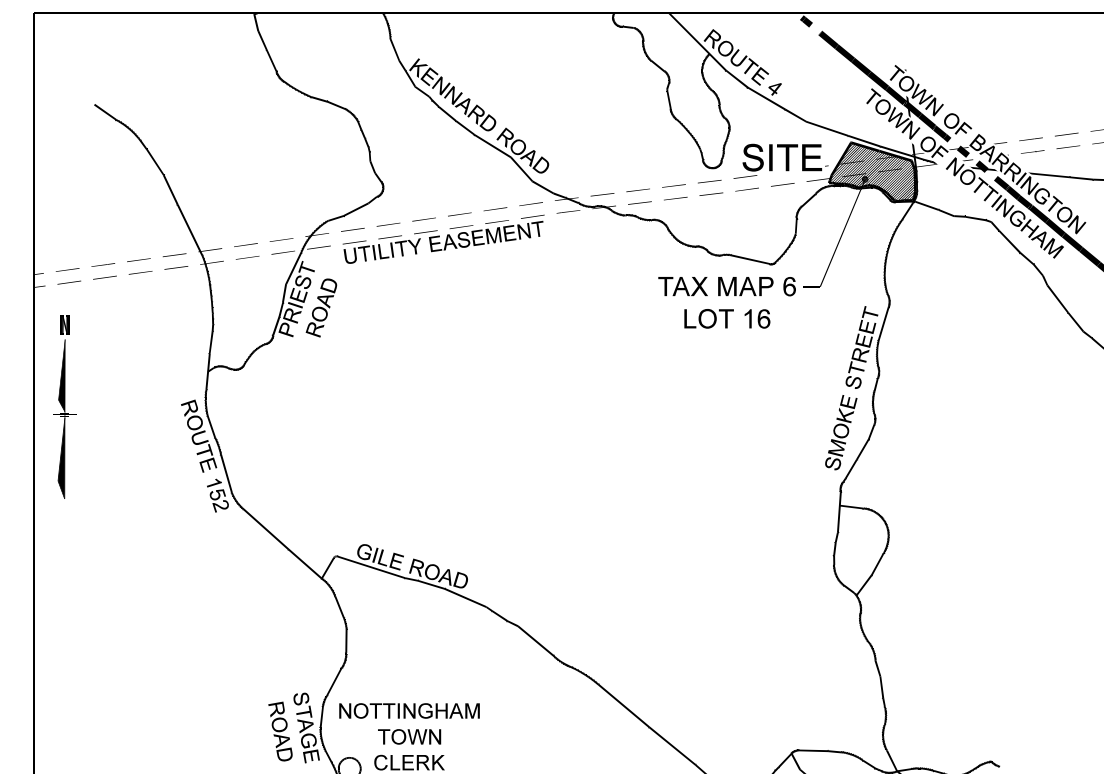 ROUTE 4
KENNARD ROAD
TOWN OF BARRINGTON
TOWN OF NOTTINGHAM
SITE
UTILITY EASEMENT
PRIEST
ROAD
TAX MAP 6
LOT 16
N
SMOKE STREET
ROUTE 152
GILE ROAD
STAGE
ROAD
NOTTINGHAM
TOWN
CLERK